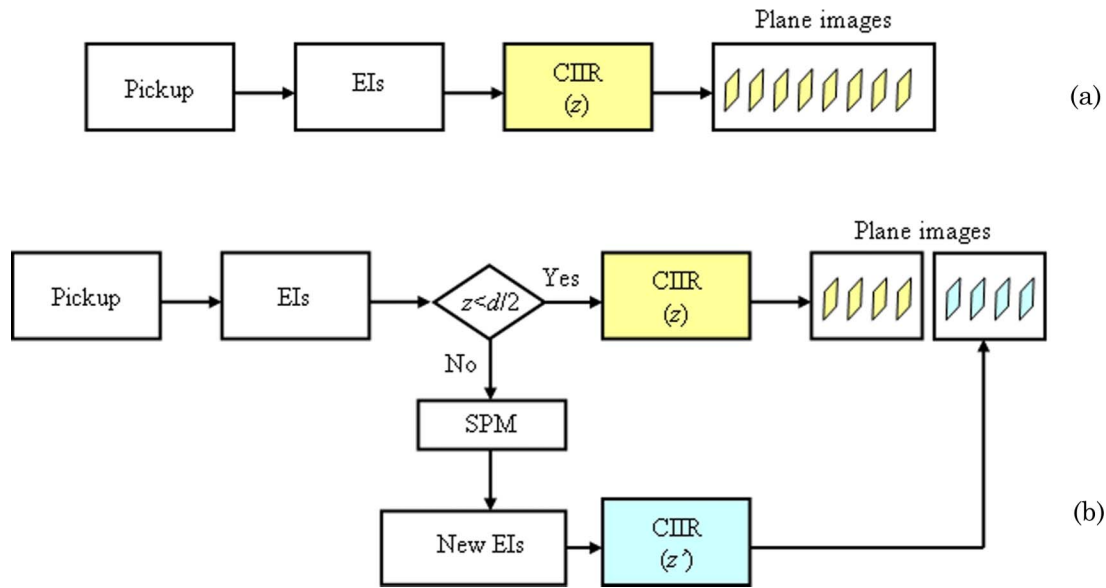 Plane images
Pickup
EIs
CIIR
(z)
(a)
Plane images
Pickup
EIs
z<d/2
Yes
CIIR
(z)
No
SPM
New EIs
CIIR
(z´)
(b)